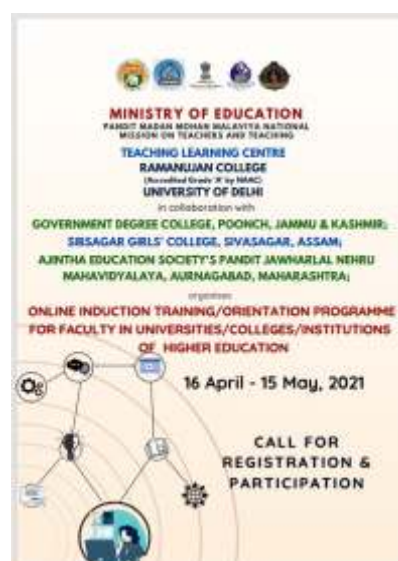 MINISTRY OF EDUCATION
PANDIT MADAN MOHAN MALAVIYA NATIONAL
MISSION ON TEACHERS AND TEACHING
TEACHING LEARNING CENTRE
RAMANUJAN COLLEGE
(Accredited Grade 'A' by NAAC)
UNIVERSITY OF DELHI
in collaboration with
GOVERNMENT DEGREE COLLEGE, POONCH, JAMMU & KASHMIR;
SIBSAGAR GIRLS' COLLEGE, SIVASAGAR, ASSAM;
AJINTHA EDUCATION SOCIETY'S PANDIT JAWHARLAL NEHRU
MAHAVIDYALAYA, AURNAGABAD, MAHARASHTRA;
organises
ONLINE INDUCTION TRAINING/ORIENTATION PROGRAMME
FOR FACULTY IN UNIVERSITIES/COLLEGES/INSTITUTIONS
OF HIGHER EDUCATION
16 April - 15 May, 2021
CALL FOR
REGISTRATION &
PARTICIPATION